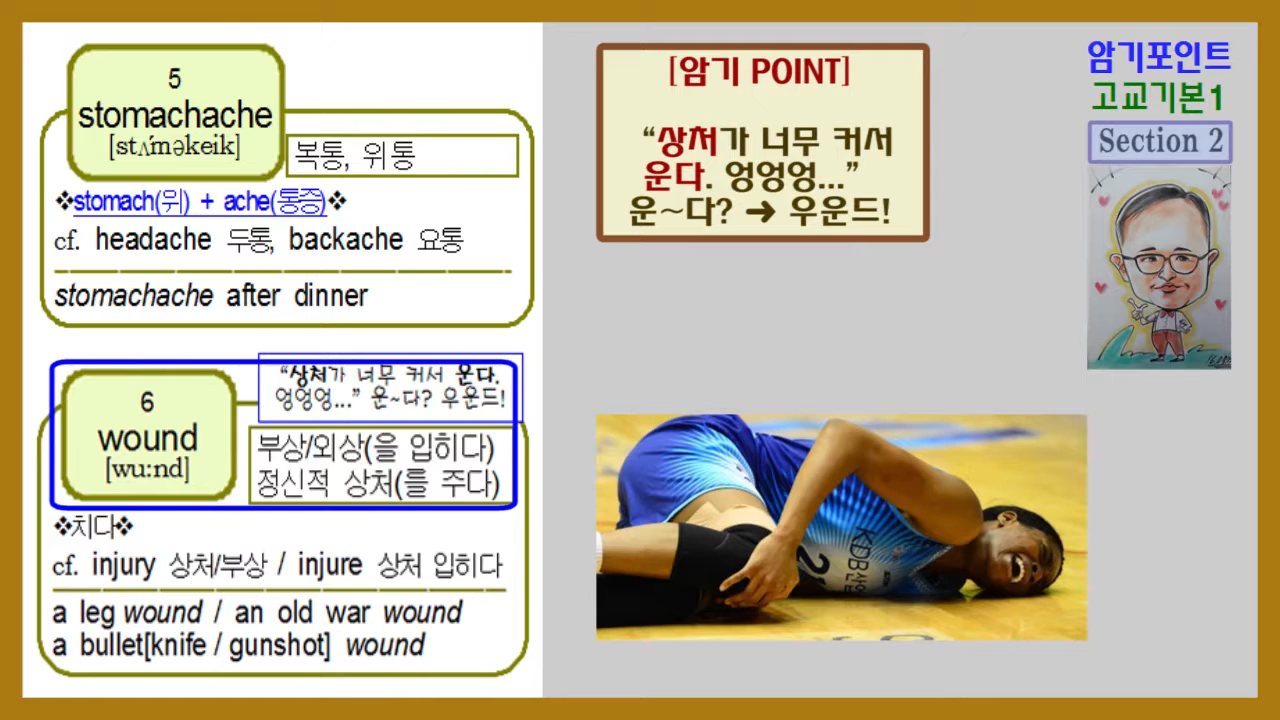 5
stomachache
[stʌ́məkeik]
복통, 위통
❖stomach(위) + ache(통증)❖
cf. headache 두통, backache 요통
stomachache after dinner
6
wound
[wu:nd]
“상처가 너무 커서 운다.
엉엉엉...” 운~다? 우운드!
부상/외상(을 입히다)
정신적 상처(를 주다)
❖치다❖
cf. injury 상처/부상 / injure 상처 입히다
a leg wound / an old war wound
a bullet[knife / gunshot] wound
[암기 POINT]
“상처가 너무 커서
운다. 엉엉엉...”
운~다? ➜ 우운드!
암기포인트
고교기본1
Section 2
KDB